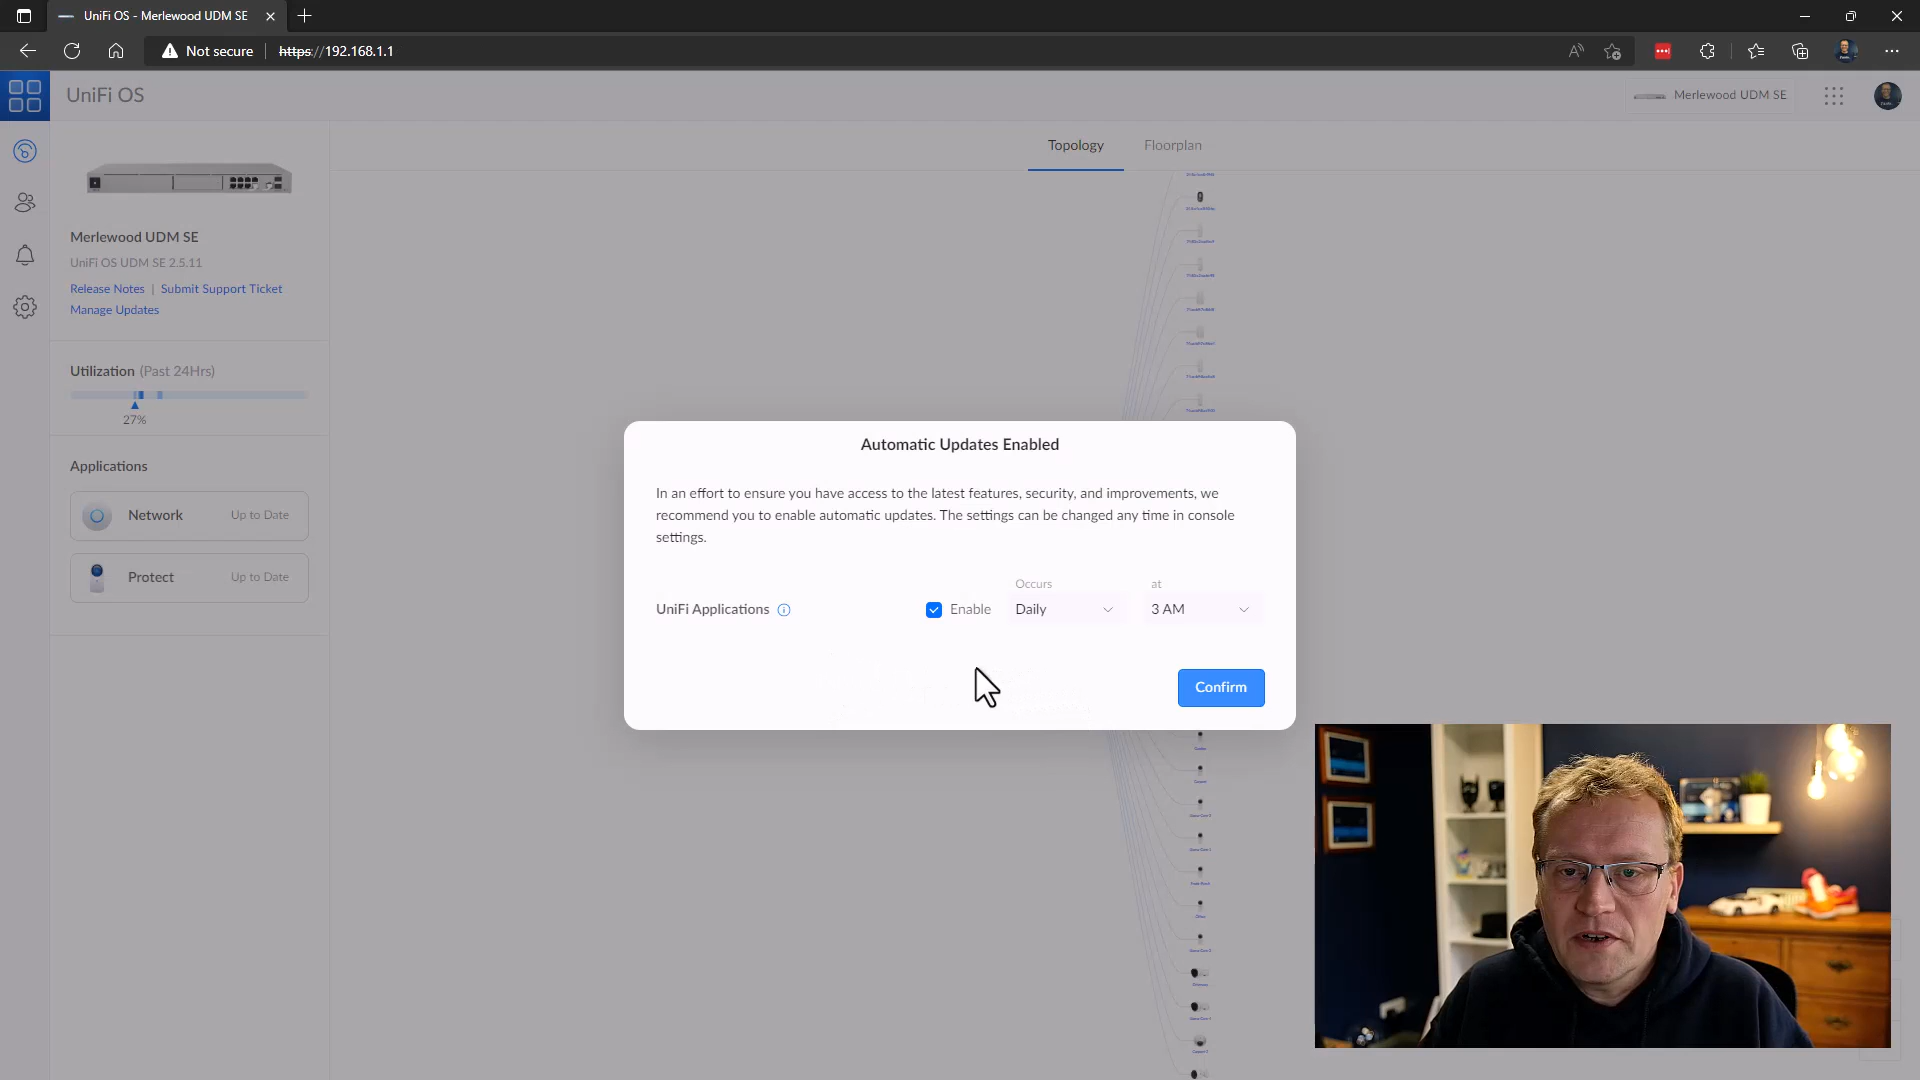 UniFi OS - Merlewood UDM SE
Not secure
https://192.168.1.1
UniFi OS
Merlewood UDM SE
Topology
Floorplan
Merlewood UDM SE
UniFi OS UDM SE 2.5.11
Release Notes | Submit Support Ticket
Manage Updates
Utilization (Past 24Hrs)
27%
Applications
Network Up to Date
Protect Up to Date
Automatic Updates Enabled
In an effort to ensure you have access to the latest features, security, and improvements, we
recommend you to enable automatic updates. The settings can be changed any time in console
settings.
Occurs at
UniFi Applications Enable Daily 3 AM
Confirm